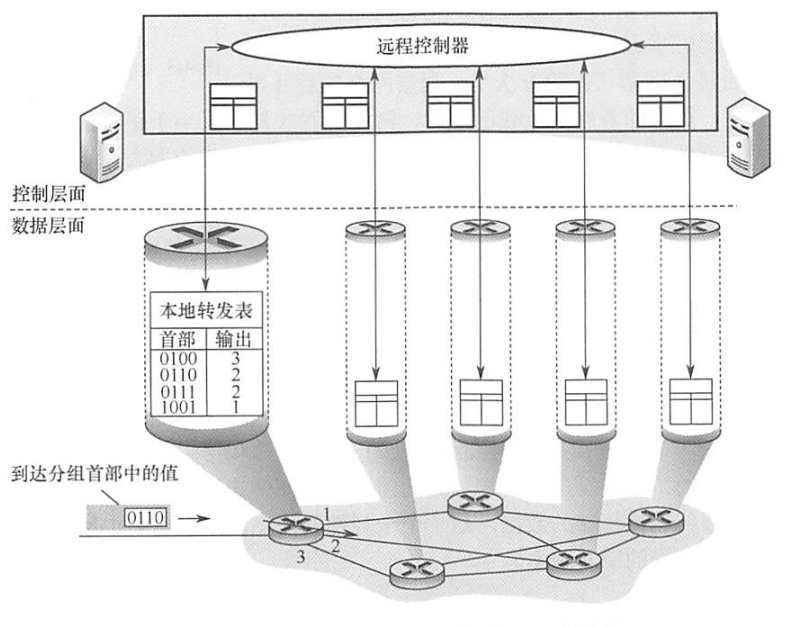 远程控制器
控制层面
数据层面
本地转发表
首部 输出
0100 3
0110 2
0111 2
1001 1
到达分组首部中的值
0110
1
2
3